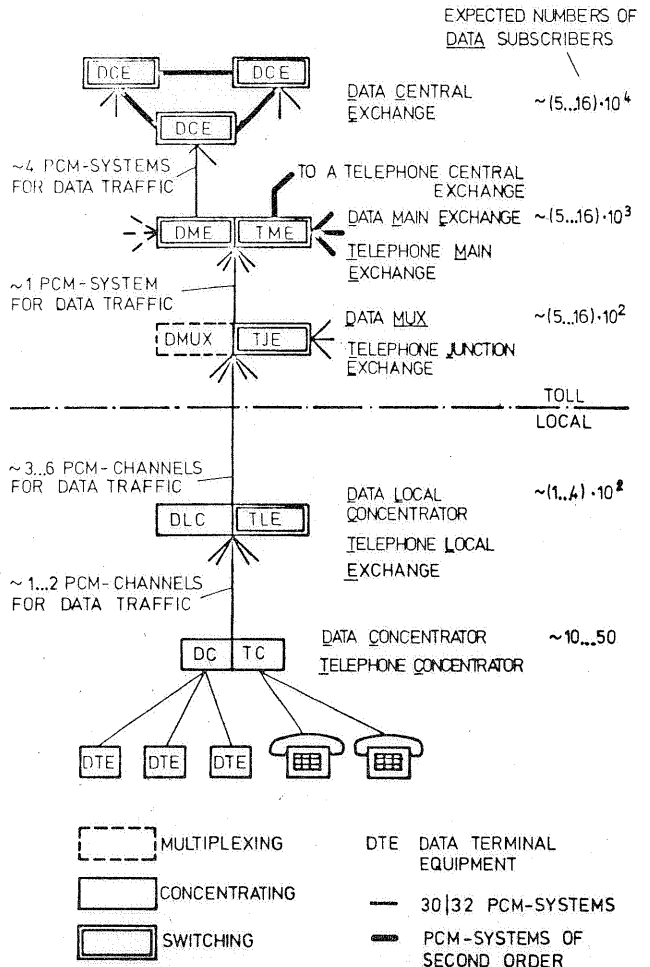 EXPECTED NUMBERS OF
DATA SUBSCRIBERS
DCE
DCE
DCE
DATA CENTRAL
EXCHANGE
~(5...16)·10⁴
~4 PCM-SYSTEMS
FOR DATA TRAFFIC
TO A TELEPHONE CENTRAL
EXCHANGE
DME
TME
DATA MAIN EXCHANGE
~(5...16)·10³
TELEPHONE MAIN
EXCHANGE
~1 PCM-SYSTEM
FOR DATA TRAFFIC
DMUX
TJE
DATA MUX
~(5...16)·10²
TELEPHONE JUNCTION
EXCHANGE
TOLL
LOCAL
~3...6 PCM-CHANNELS
FOR DATA TRAFFIC
DLC
TLE
DATA LOCAL
CONCENTRATOR
~(1...4)·10²
TELEPHONE LOCAL
EXCHANGE
~1...2 PCM-CHANNELS
FOR DATA TRAFFIC
DC
TC
DATA CONCENTRATOR
~10...50
TELEPHONE CONCENTRATOR
DTE
DTE
DTE
MULTIPLEXING
CONCENTRATING
SWITCHING
DTE DATA TERMINAL
EQUIPMENT
30|32 PCM-SYSTEMS
PCM-SYSTEMS OF
SECOND ORDER